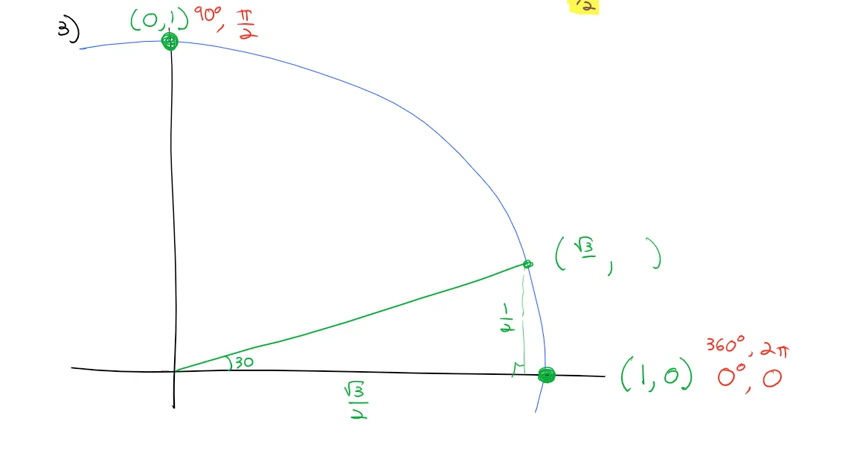 3)
(0,1) 90°, π/2
/2
(√3/ , )
1/2
30
360°, 2π
(1,0) 0°, 0
√3/2